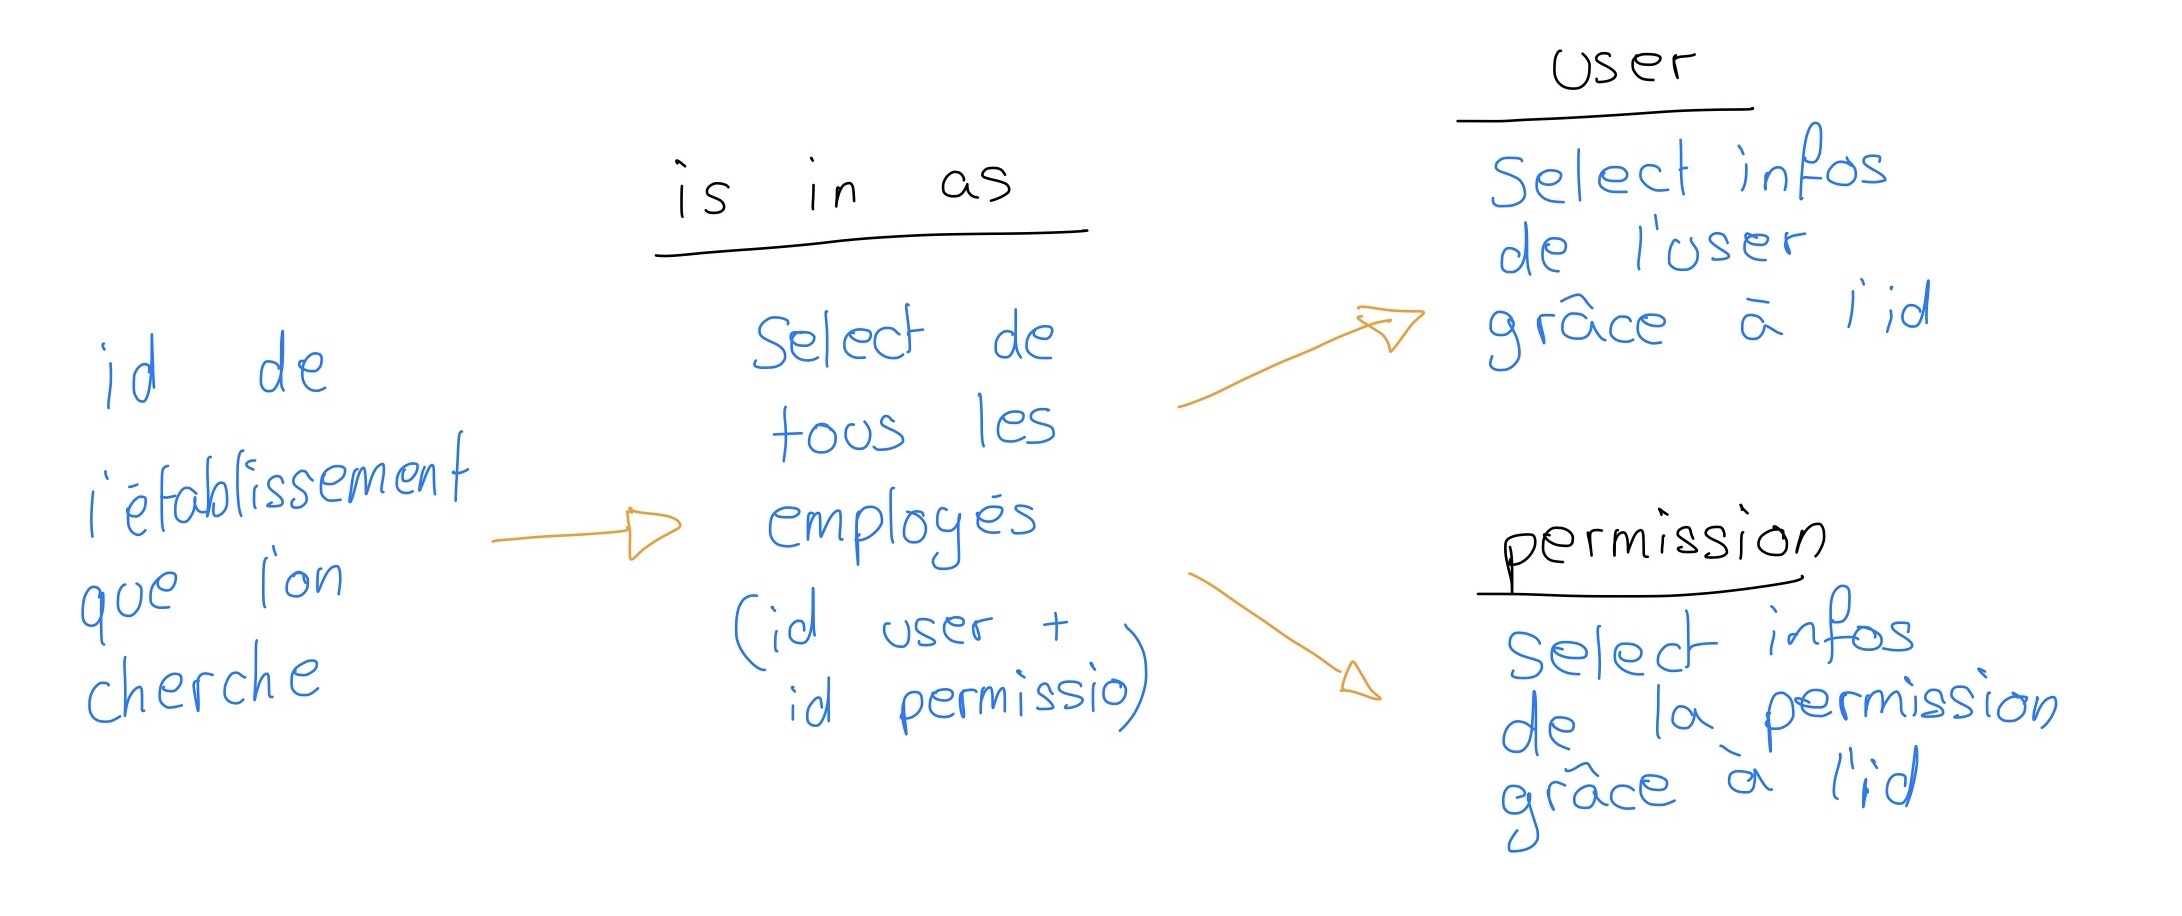 id de
l'établissement
que l'on
cherche
is in as
Select de
tous les
employés
(id user +
id permissio)
user
Select infos
de l'user
grâce à l'id
permission
Select infos
de la permission
grâce à l'id